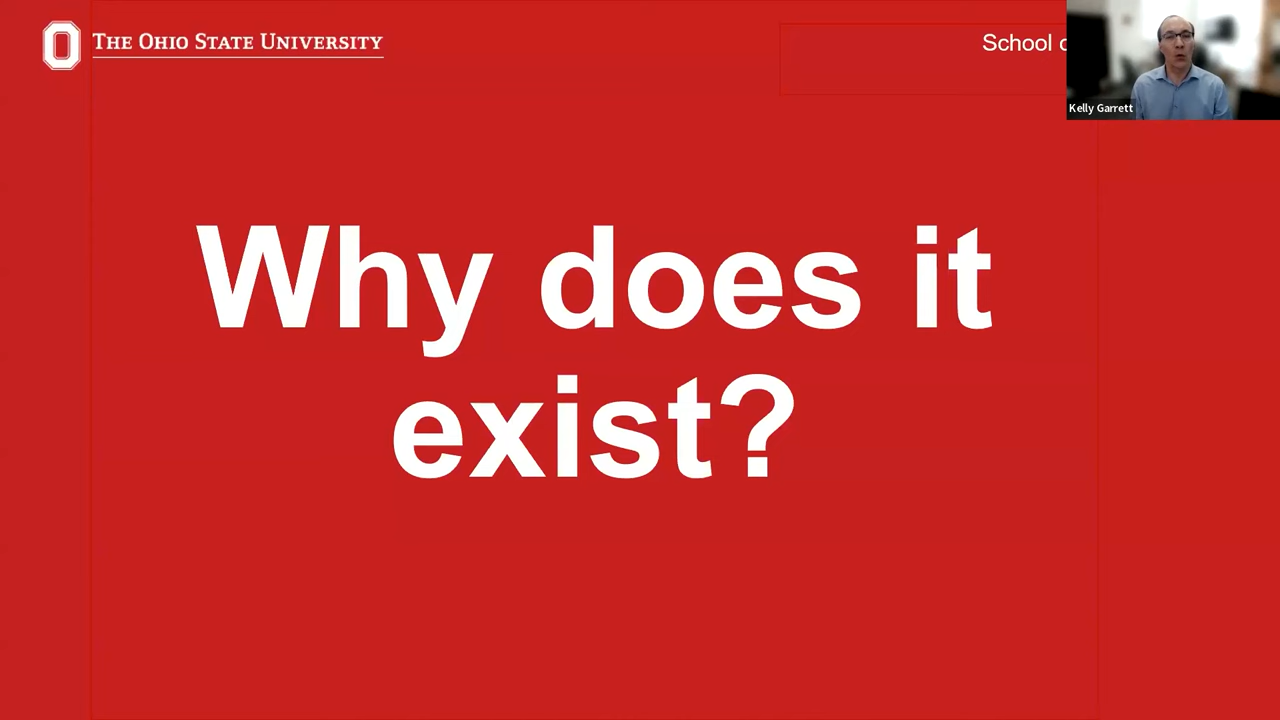 THE OHIO STATE UNIVERSITY
School
Kelly Garrett
Why does it
exist?